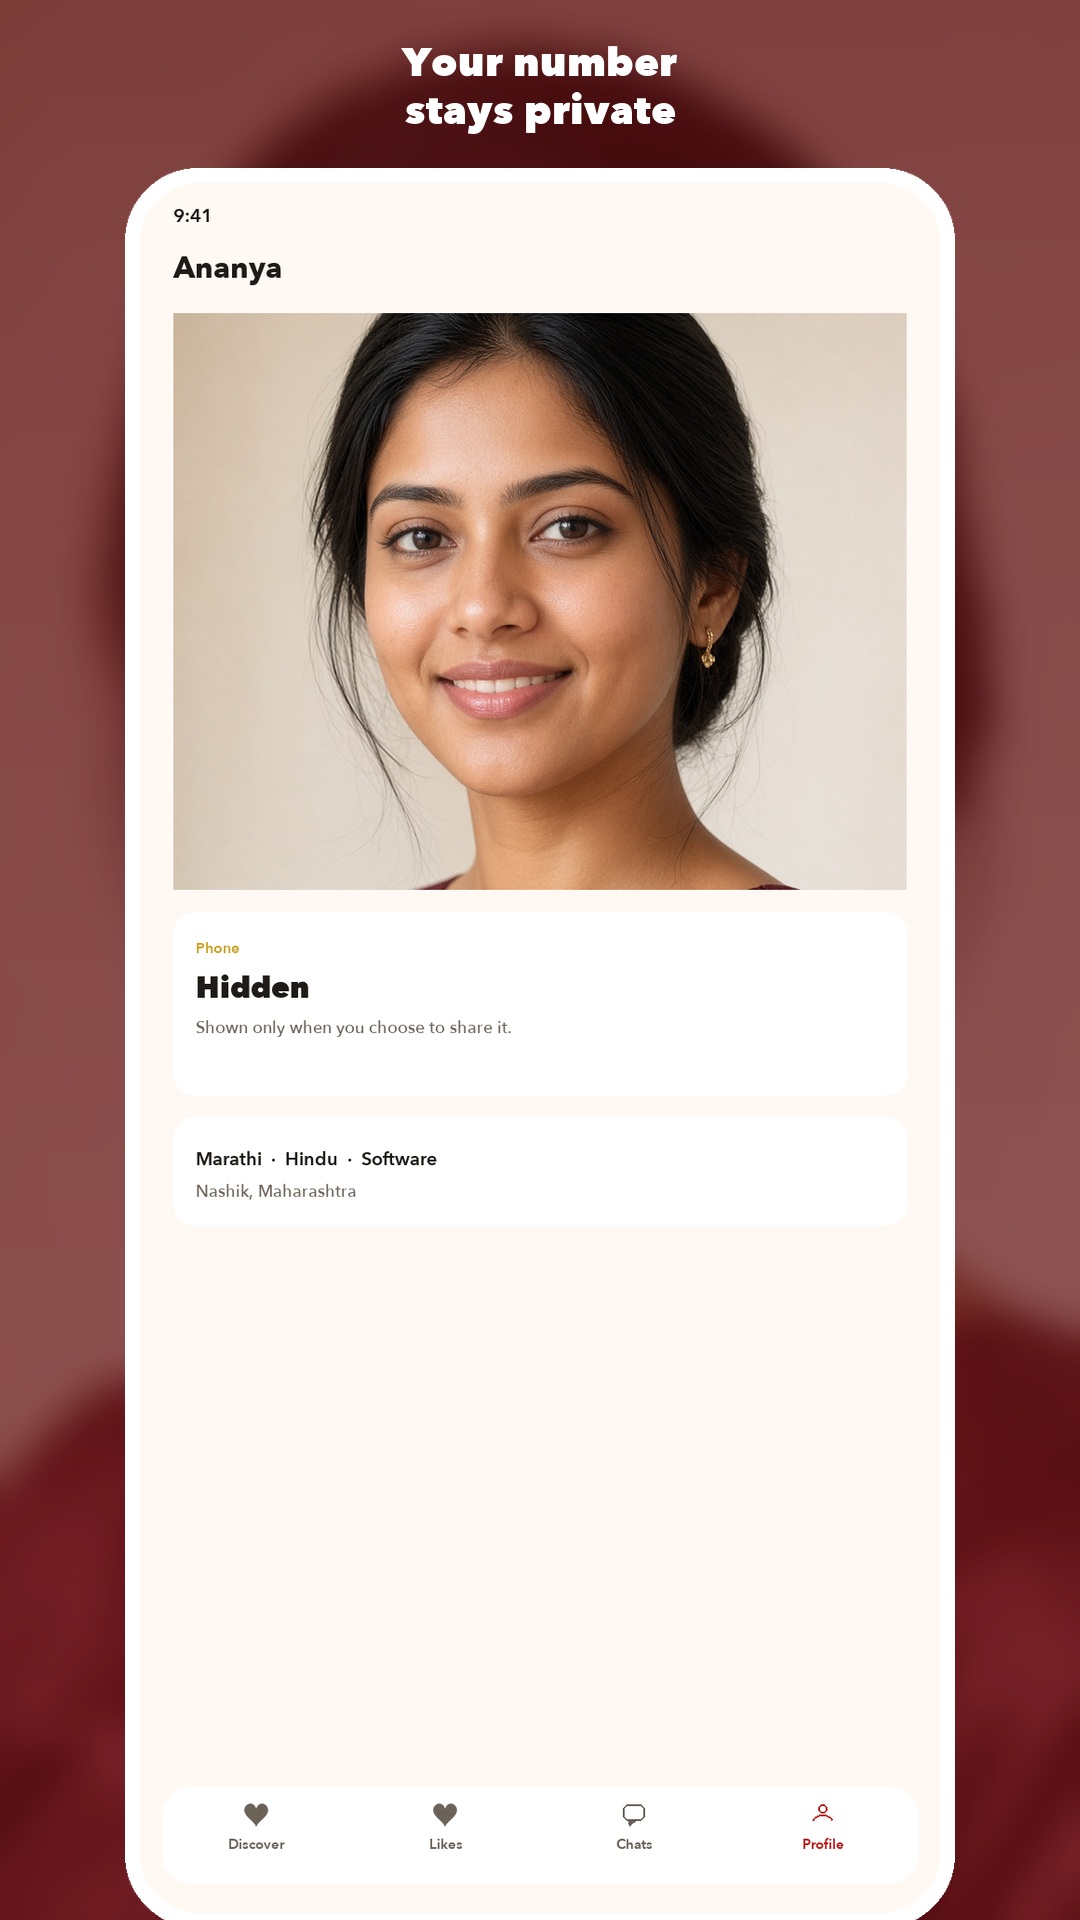 Your number
stays private
9:41
Ananya
Phone
Hidden
Shown only when you choose to share it.
Marathi · Hindu · Software
Nashik, Maharashtra
Discover
Likes
Chats
Profile